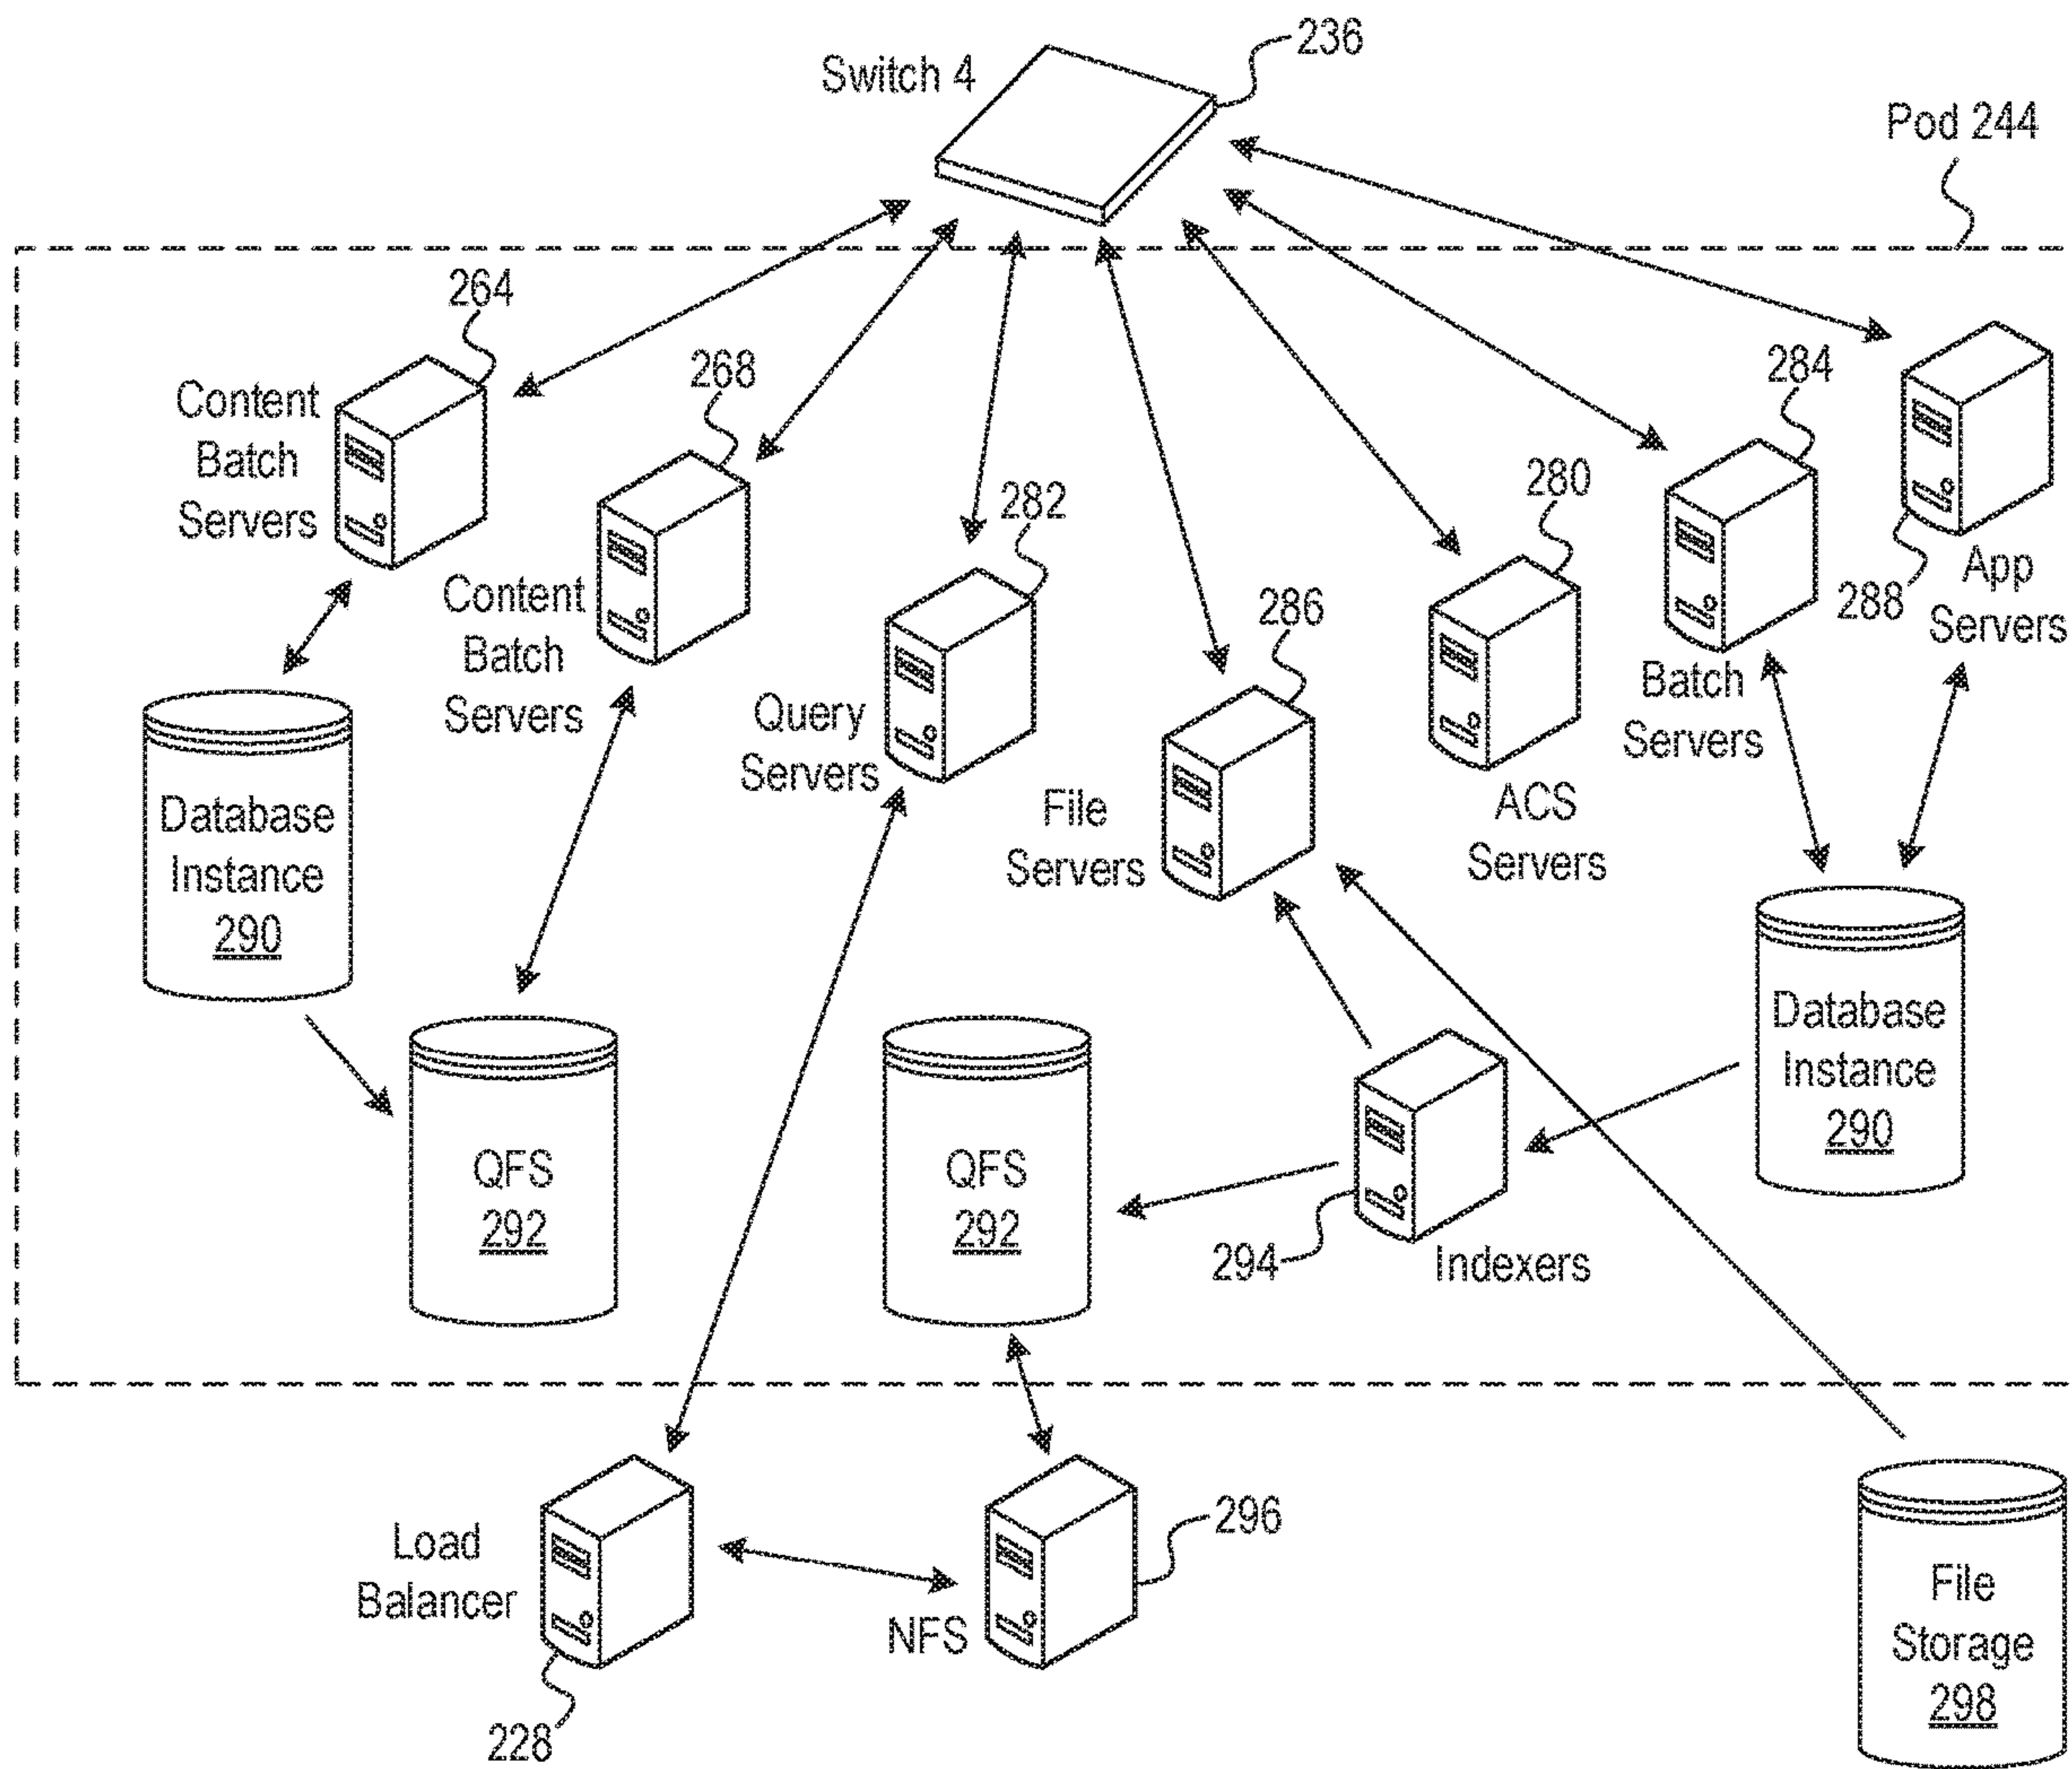 Switch 4
236
Pod 244
264
Content
Batch
Servers
268
Content
Batch
Servers
282
Query
Servers
286
File
Servers
280
ACS
Servers
284
Batch
Servers
288
App
Servers
Database
Instance
290
QFS
292
QFS
292
294
Indexers
Database
Instance
290
Load
Balancer
228
NFS
296
File
Storage
298